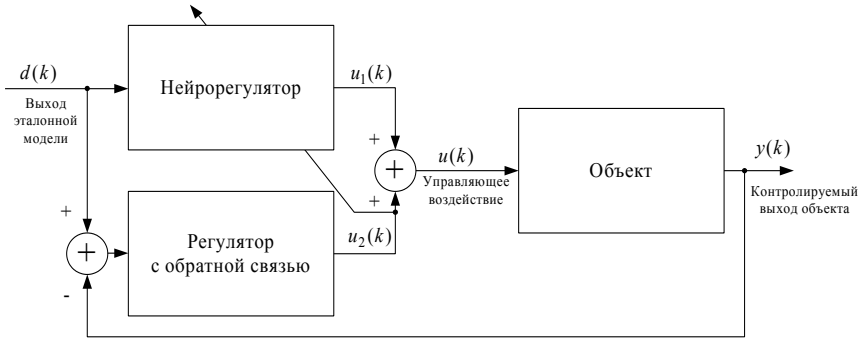 d(k)
Выход
эталонной
модели
Нейрорегулятор
u₁(k)
+
+
+
u(k)
Управляющее
воздействие
Объект
y(k)
Контролируемый
выход объекта
+
+
-
Регулятор
с обратной связью
u₂(k)